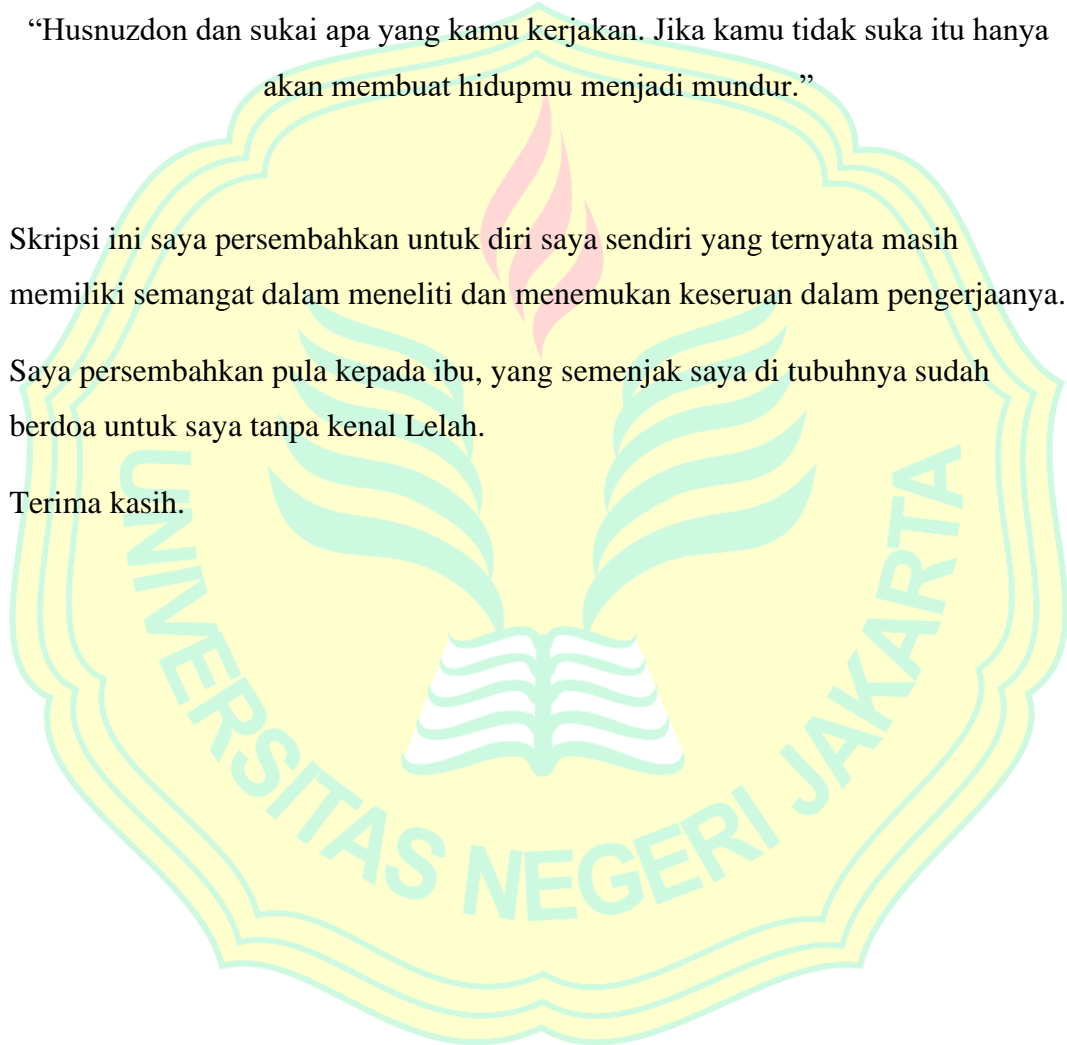 “Husnuzdon dan sukai apa yang kamu kerjakan. Jika kamu tidak suka itu hanya
akan membuat hidupmu menjadi mundur.”
Skripsi ini saya persembahkan untuk diri saya sendiri yang ternyata masih
memiliki semangat dalam meneliti dan menemukan keseruan dalam pengerjaanya.
Saya persembahkan pula kepada ibu, yang semenjak saya di tubuhnya sudah
berdoa untuk saya tanpa kenal Lelah.
Terima kasih.
UNIVERSITAS NEGERI JAKARTA